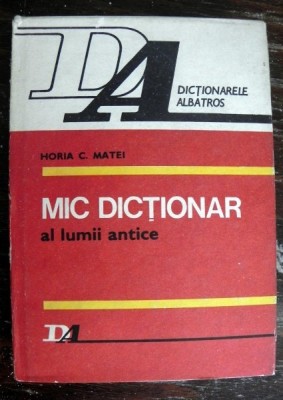 DA
DICȚIONARELE
ALBATROS
HORIA C. MATEI
MIC DICȚIONAR
al lumii antice
DA